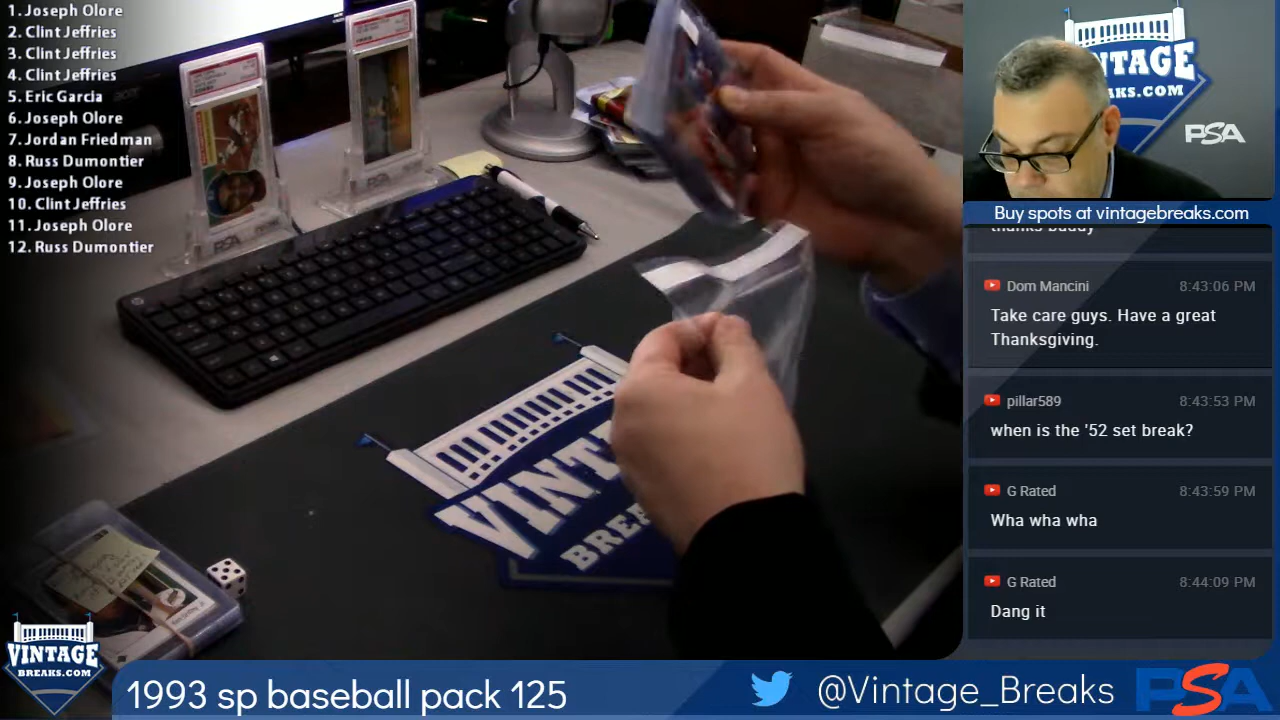 1. Joseph Olore
2. Clint Jeffries
3. Clint Jeffries
4. Clint Jeffries
5. Eric Garcia
6. Joseph Olore
7. Jordan Friedman
8. Russ Dumontier
9. Joseph Olore
10. Clint Jeffries
11. Joseph Olore
12. Russ Dumontier
VINTAGE
BREAKS.COM
PSA
Buy spots at vintagebreaks.com
thanks buddy
Dom Mancini 8:43:06 PM
Take care guys. Have a great
Thanksgiving.
pillar589 8:43:53 PM
when is the '52 set break?
G Rated 8:43:59 PM
Wha wha wha
G Rated 8:44:09 PM
Dang it
VINT
BREA
VINTAGE
BREAKS.COM
1993 sp baseball pack 125
@Vintage_Breaks
PSA